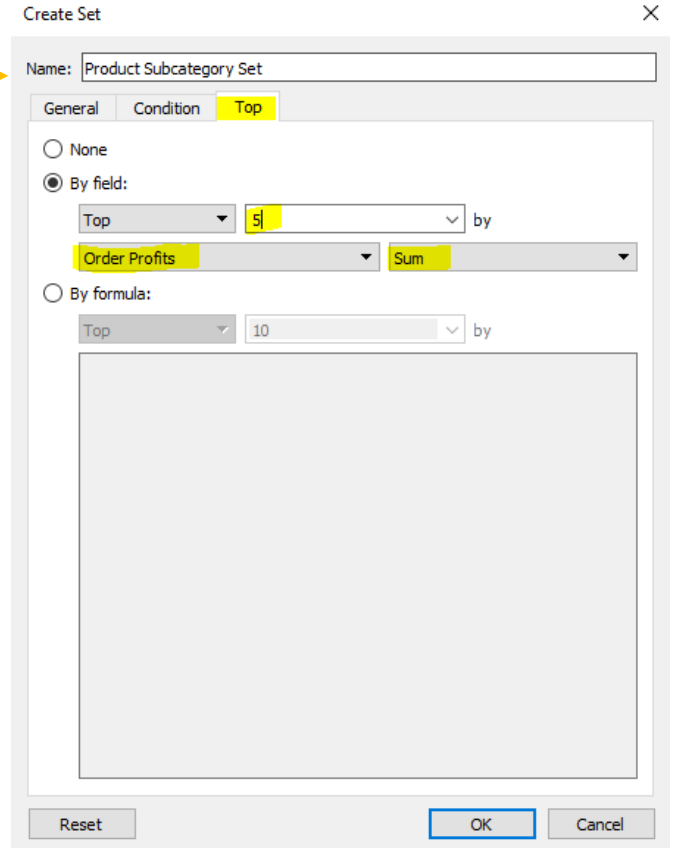 Create Set
Name: Product Subcategory Set
General Condition Top
None
By field:
Top 5 by
Order Profits Sum
By formula:
Top 10 by
Reset OK Cancel